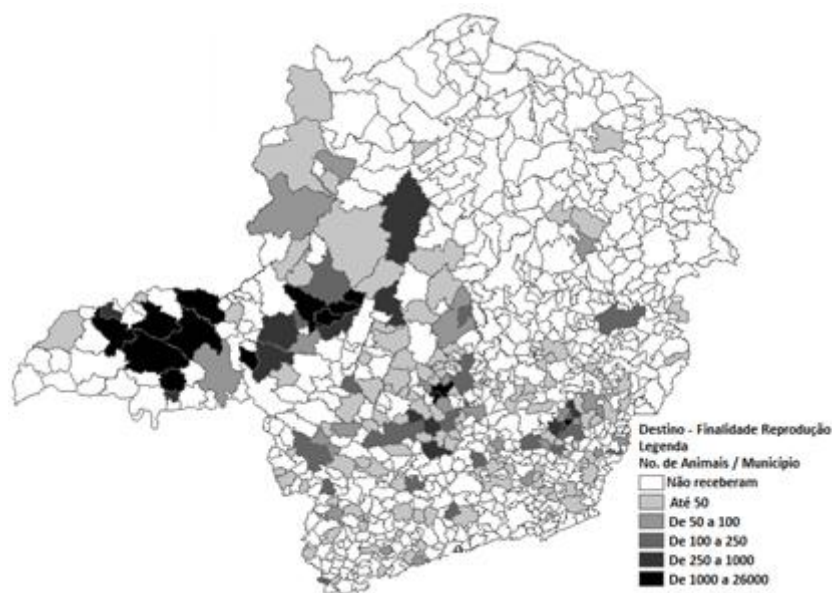 Destino - Finalidade Reprodução
Legenda
No. de Animais / Município
Não receberam
Até 50
De 50 a 100
De 100 a 250
De 250 a 1000
De 1000 a 26000